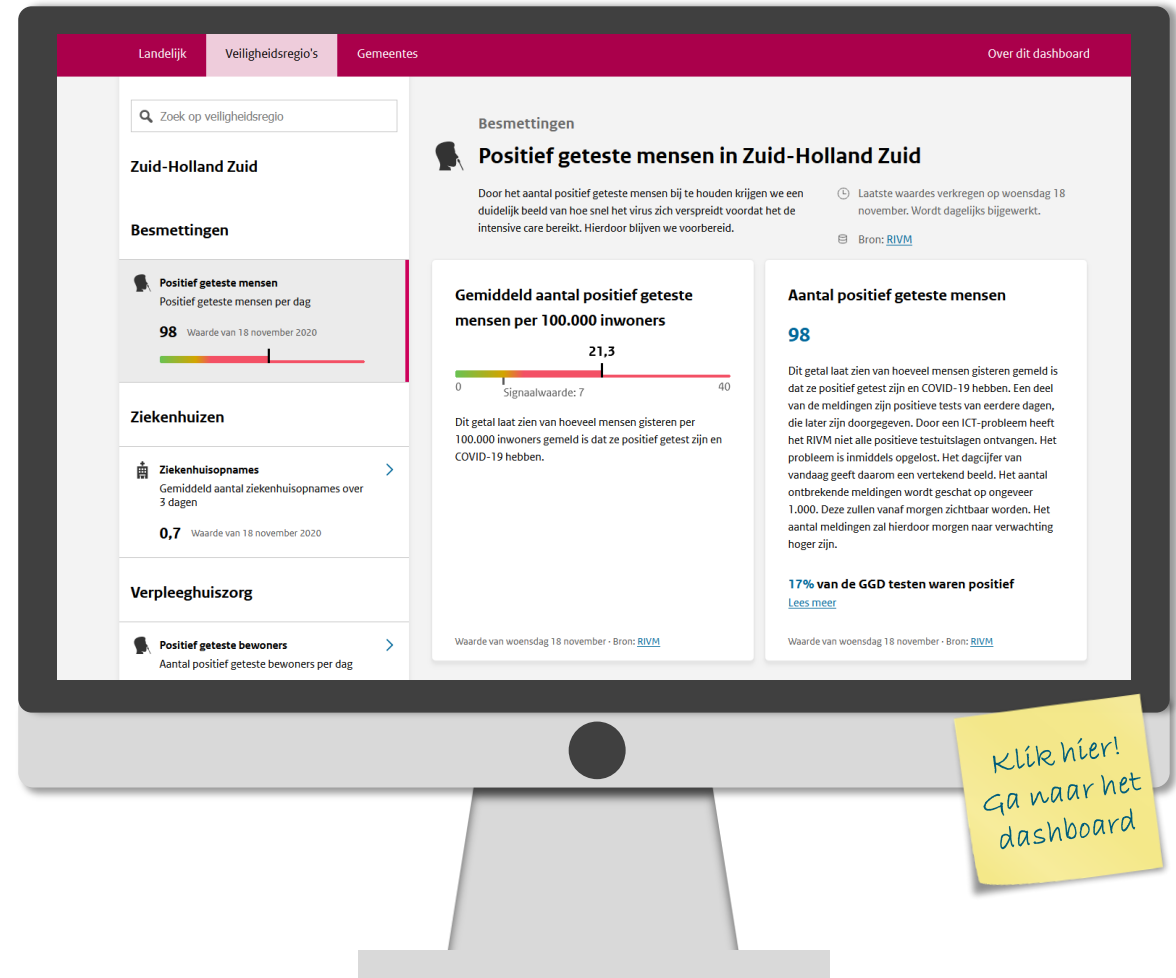 Landelijk
Veiligheidsregio's
Gemeentes
Over dit dashboard
Zoek op veiligheidsregio
Zuid-Holland Zuid
Besmettingen
Positief geteste mensen
Positief geteste mensen per dag
98 Waarde van 18 november 2020
Ziekenhuizen
Ziekenhuisopnames
Gemiddeld aantal ziekenhuisopnames over
3 dagen
0,7 Waarde van 18 november 2020
Verpleeghuiszorg
Positief geteste bewoners
Aantal positief geteste bewoners per dag
Besmettingen
Positief geteste mensen in Zuid-Holland Zuid
Door het aantal positief geteste mensen bij te houden krijgen we een
duidelijk beeld van hoe snel het virus zich verspreidt voordat het de
intensive care bereikt. Hierdoor blijven we voorbereid.
Laatste waardes verkregen op woensdag 18
november. Wordt dagelijks bijgewerkt.
Bron: RIVM
Gemiddeld aantal positief geteste
mensen per 100.000 inwoners
21,3
0
40
Signaalwaarde: 7
Dit getal laat zien van hoeveel mensen gisteren per
100.000 inwoners gemeld is dat ze positief getest zijn en
COVID-19 hebben.
Waarde van woensdag 18 november · Bron: RIVM
Aantal positief geteste mensen
98
Dit getal laat zien van hoeveel mensen gisteren gemeld is
dat ze positief getest zijn en COVID-19 hebben. Een deel
van de meldingen zijn positieve tests van eerdere dagen,
die later zijn doorgegeven. Door een ICT-probleem heeft
het RIVM niet alle positieve testuitslagen ontvangen. Het
probleem is inmiddels opgelost. Het dagcijfer van
vandaag geeft daarom een vertekend beeld. Het aantal
ontbrekende meldingen wordt geschat op ongeveer
1.000. Deze zullen vanaf morgen zichtbaar worden. Het
aantal meldingen zal hierdoor morgen naar verwachting
hoger zijn.
17% van de GGD testen waren positief
Lees meer
Waarde van woensdag 18 november · Bron: RIVM
Klik hier!
Ga naar het
dashboard